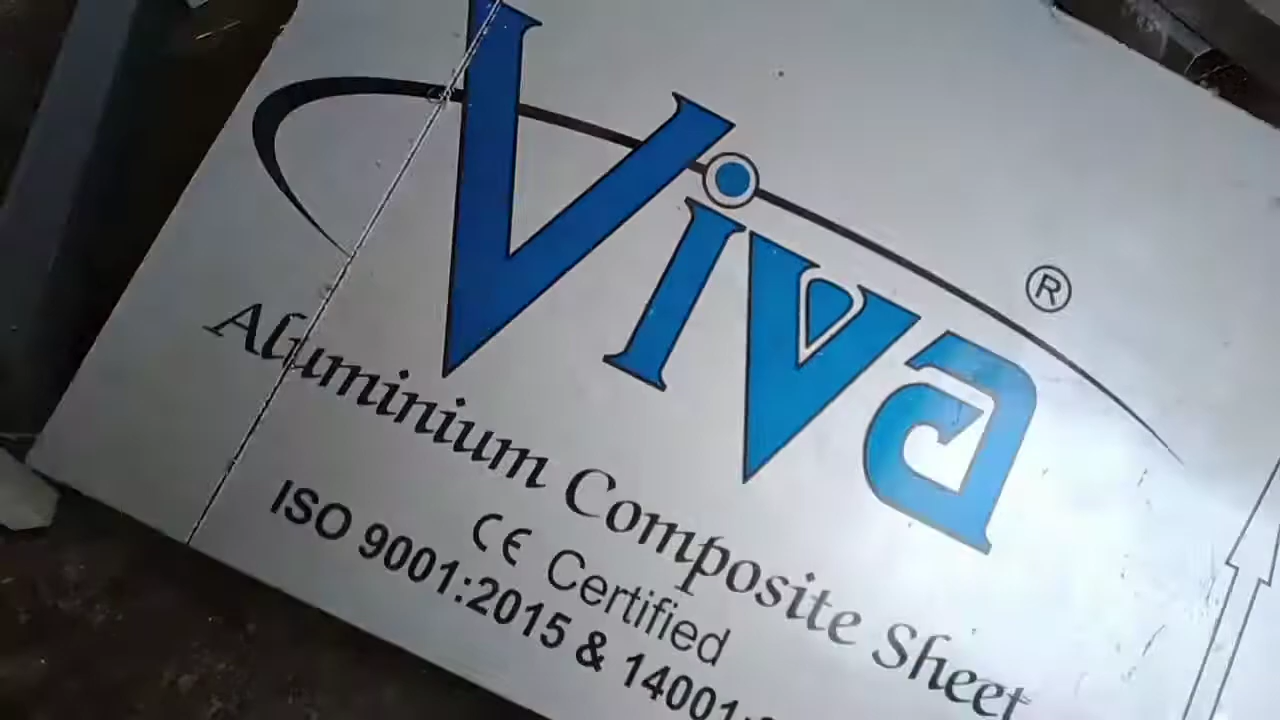 Viva®
Aluminium Composite Sheet
CE Certified
ISO 9001:2015 & 14001: